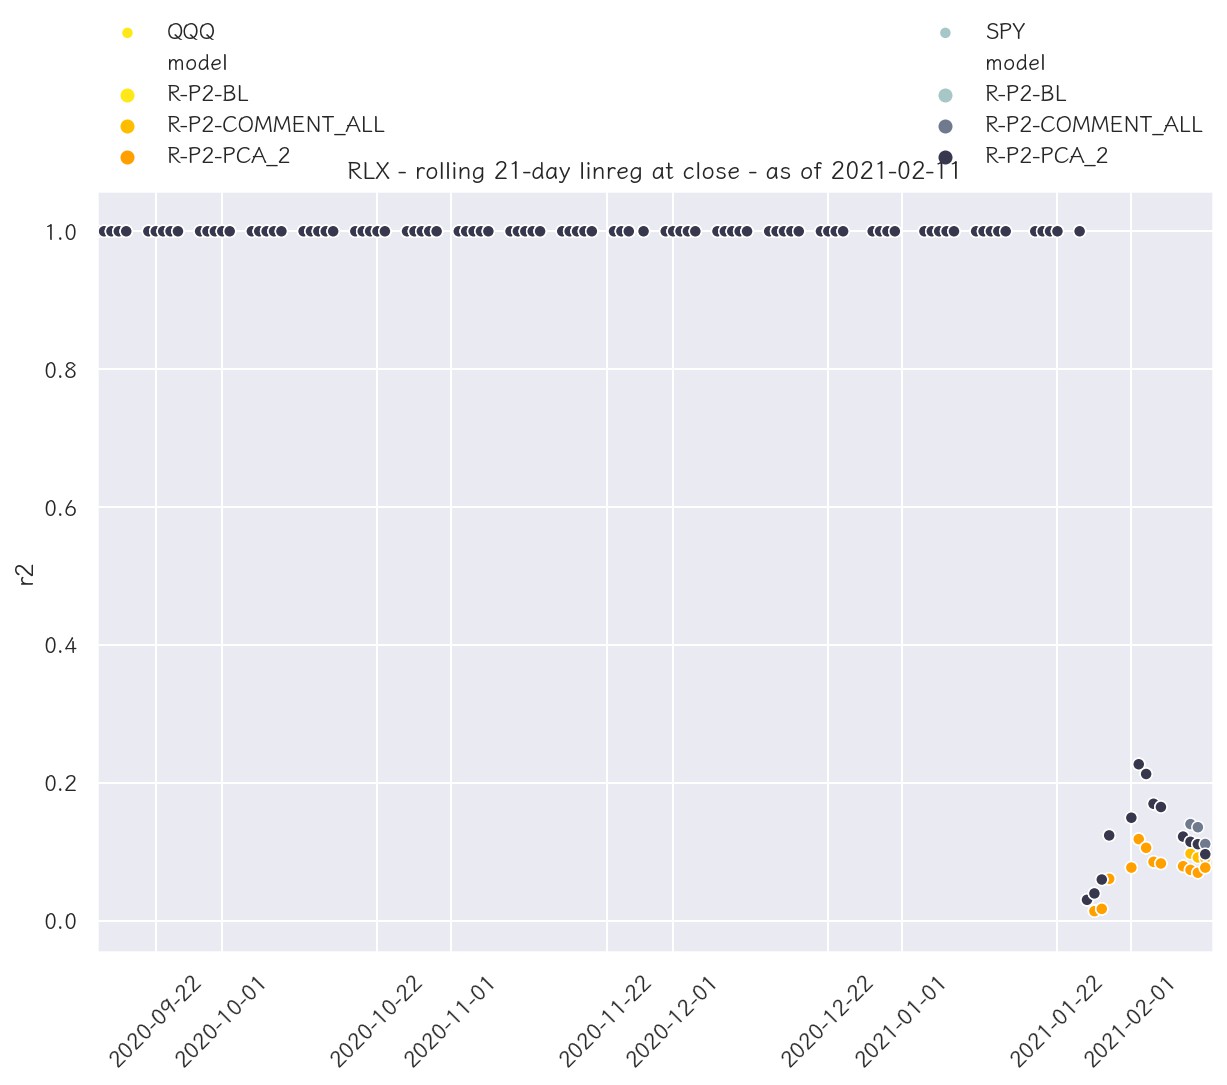 QQQ
model
R-P2-BL
R-P2-COMMENT_ALL
R-P2-PCA_2
SPY
model
R-P2-BL
R-P2-COMMENT_ALL
R-P2-PCA_2
RLX - rolling 21-day linreg at close - as of 2021-02-11
1.0
0.8
0.6
0.4
0.2
0.0
r2
2020-09-22
2020-10-01
2020-10-22
2020-11-01
2020-11-22
2020-12-01
2020-12-22
2021-01-01
2021-01-22
2021-02-01